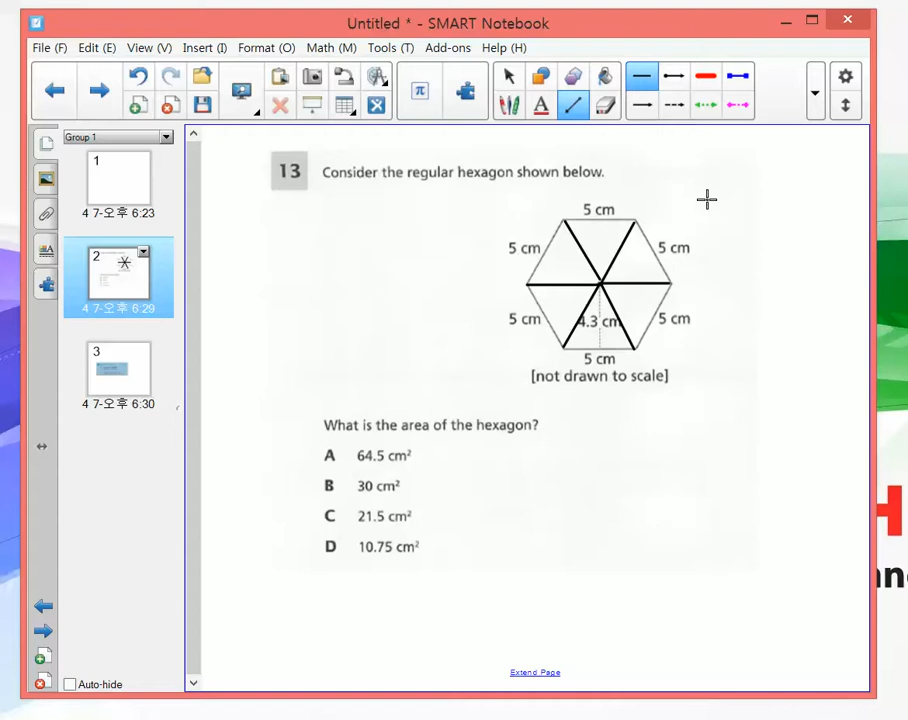 Untitled * - SMART Notebook
File (F) Edit (E) View (V) Insert (I) Format (O) Math (M) Tools (T) Add-ons Help (H)
π
A
Group 1
1
4 7-오후 6:23
2
4 7-오후 6:29
3
4 7-오후 6:30
Auto-hide
13 Consider the regular hexagon shown below.
5 cm
5 cm 5 cm
4.3 cm
5 cm 5 cm
5 cm
[not drawn to scale]
What is the area of the hexagon?
A 64.5 cm²
B 30 cm²
C 21.5 cm²
D 10.75 cm²
Extend Page